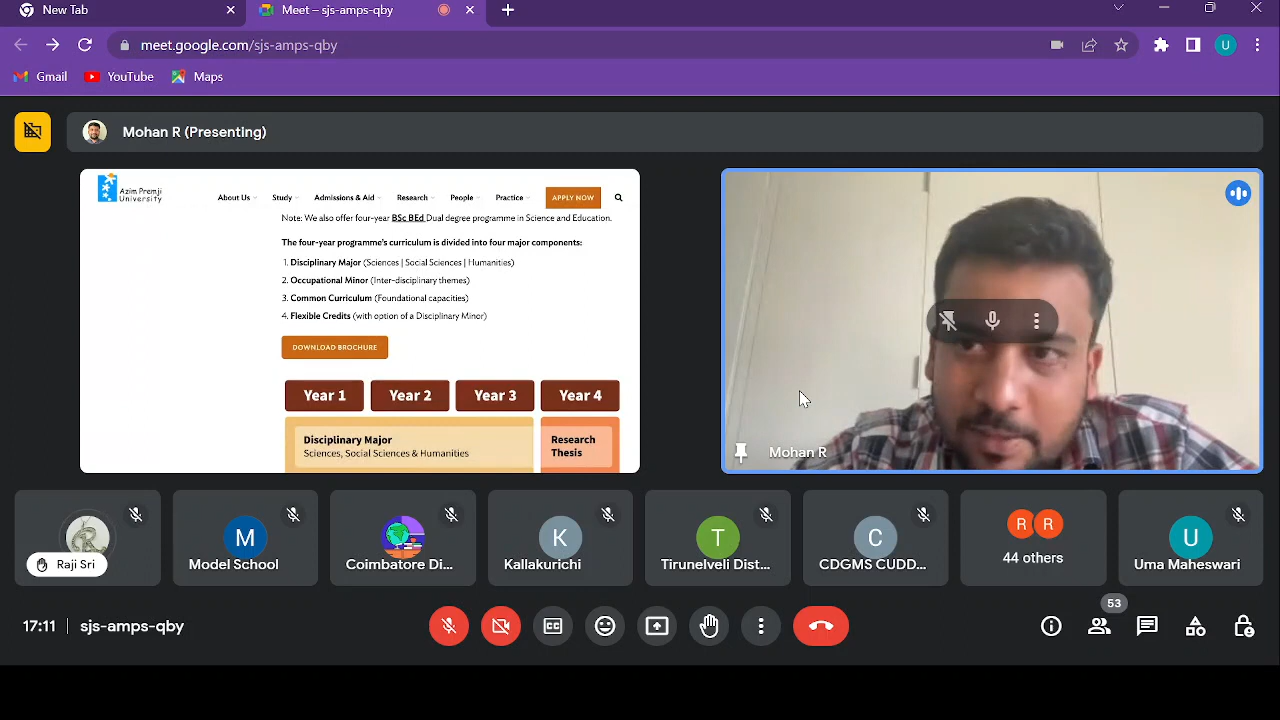 New Tab
Meet – sjs-amps-qby
meet.google.com/sjs-amps-qby
U
Gmail
YouTube
Maps
Mohan R (Presenting)
Azim Premji
University
About Us
Study
Admissions & Aid
Research
People
Practice
APPLY NOW
Note: We also offer four-year BSc BEd Dual degree programme in Science and Education.
The four-year programme's curriculum is divided into four major components:
1. Disciplinary Major (Sciences | Social Sciences | Humanities)
2. Occupational Minor (Inter-disciplinary themes)
3. Common Curriculum (Foundational capacities)
4. Flexible Credits (with option of a Disciplinary Minor)
DOWNLOAD BROCHURE
Year 1
Year 2
Year 3
Year 4
Disciplinary Major
Sciences, Social Sciences & Humanities
Research
Thesis
Mohan R
Raji Sri
M
Model School
Coimbatore Di...
K
Kallakurichi
T
Tirunelveli Dist...
C
CDGMS CUDD...
R R
44 others
U
Uma Maheswari
17:11 | sjs-amps-qby
53